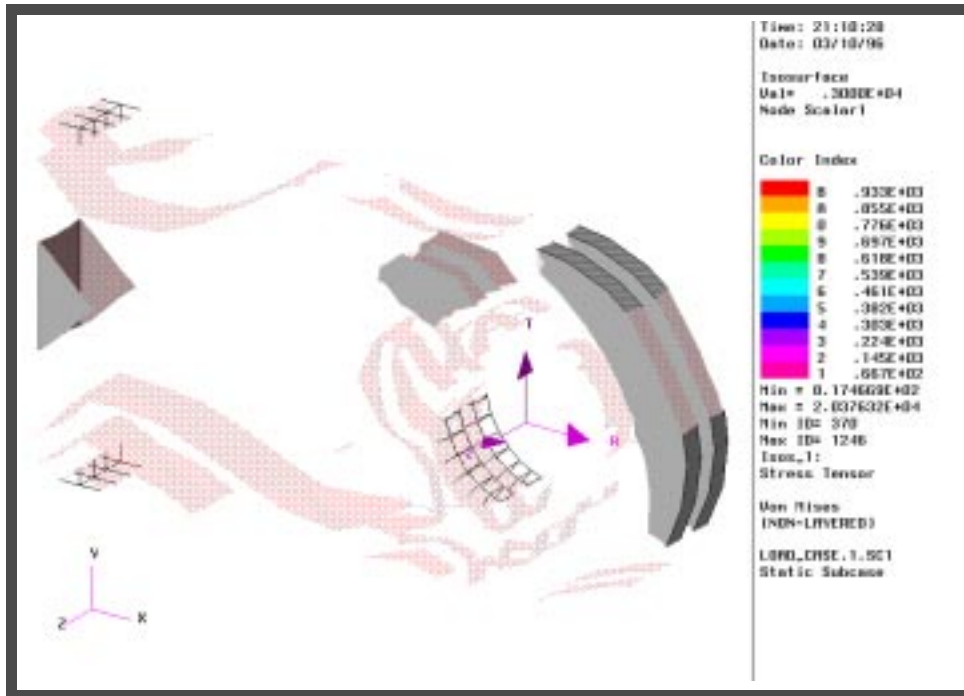 Time: 21:10:20
Date: 03/10/96
Isosurface
Val= .3000E+04
Node Scalar1
Color Index
B .933E+03
A .855E+03
.776E+03
9 .697E+03
8 .618E+03
7 .539E+03
6 .461E+03
5 .382E+03
4 .303E+03
3 .224E+03
2 .145E+03
1 .667E+02
Min = 0.174669E+02
Max = 2.037632E+04
Min ID= 370
Max ID= 1246
Isos_1:
Stress Tensor
Von Mises
(NON-LAYERED)
LOAD_CASE.1.SC1
Static Subcase
T
R
Y
Z
X